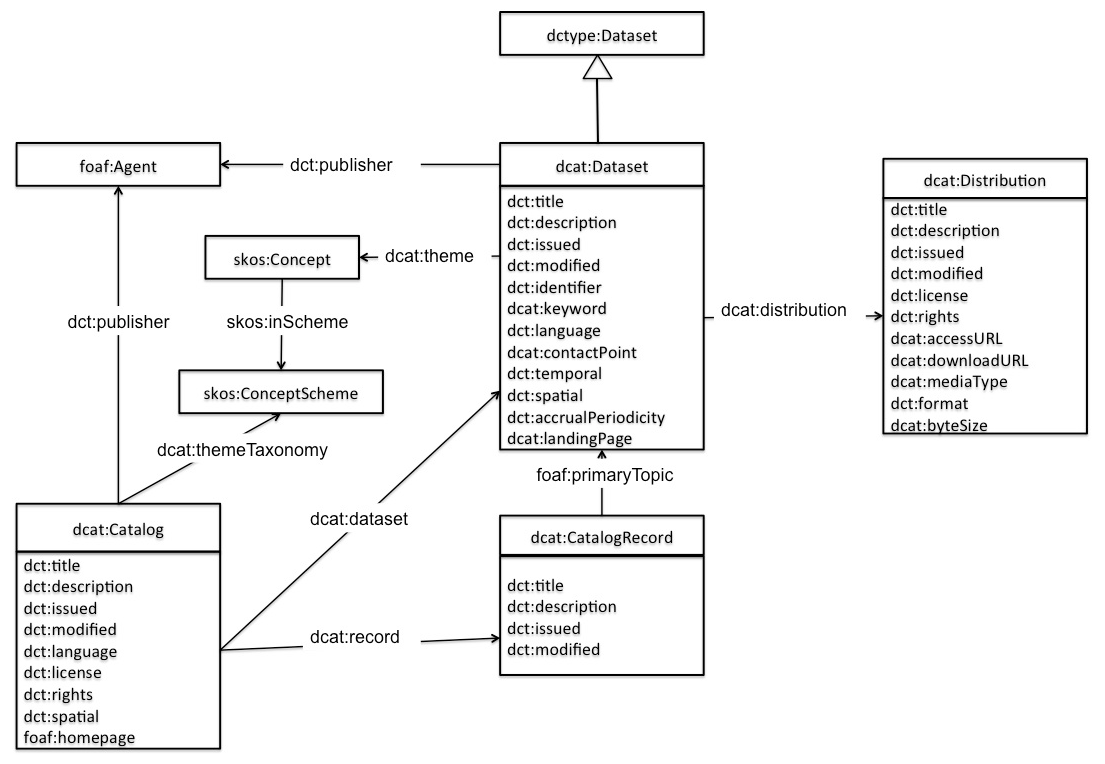 dctype:Dataset
foaf:Agent
dct:publisher
dcat:Dataset
dct:title
dct:description
dct:issued
dct:modified
dct:identifier
dcat:keyword
dct:language
dcat:contactPoint
dct:temporal
dct:spatial
dct:accrualPeriodicity
dcat:landingPage
dcat:Distribution
dct:title
dct:description
dct:issued
dct:modified
dct:license
dct:rights
dcat:accessURL
dcat:downloadURL
dcat:mediaType
dct:format
dcat:byteSize
skos:Concept
dcat:theme
dcat:distribution
dct:publisher
skos:inScheme
skos:ConceptScheme
dcat:themeTaxonomy
foaf:primaryTopic
dcat:dataset
dcat:Catalog
dct:title
dct:description
dct:issued
dct:modified
dct:language
dct:license
dct:rights
dct:spatial
foaf:homepage
dcat:record
dcat:CatalogRecord
dct:title
dct:description
dct:issued
dct:modified